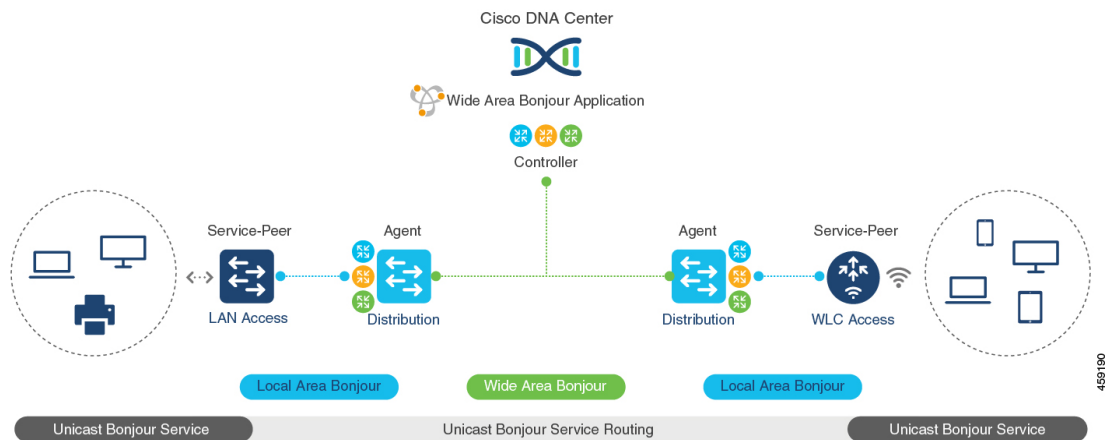 Cisco DNA Center
Wide Area Bonjour Application
Controller
Service-Peer
Agent
Agent
Service-Peer
LAN Access
Distribution
Distribution
WLC Access
Local Area Bonjour
Wide Area Bonjour
Local Area Bonjour
459190
Unicast Bonjour Service
Unicast Bonjour Service Routing
Unicast Bonjour Service